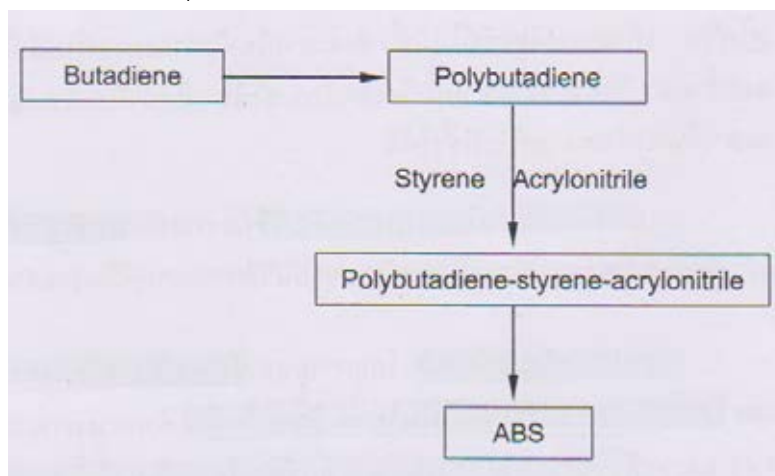 Butadiene
Polybutadiene
Styrene Acrylonitrile
Polybutadiene-styrene-acrylonitrile
ABS